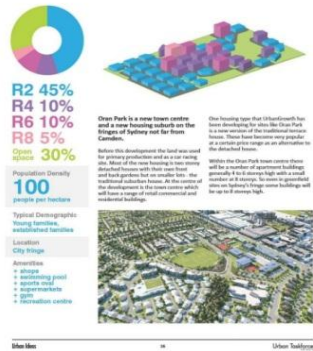 R2 45%
R4 10%
R6 10%
R8 5%
Open
space 30%
Population Density
100
people per hectare
Typical Demographic
Young families,
established families
Location
City fringe
Amenities
+ shops
+ swimming pool
+ sports oval
+ supermarkets
+ gym
+ recreation centre
Oran Park is a new town centre
and a new housing suburb on the
fringes of Sydney not far from
Camden.
Before this development the land was used
for primary production and as a car racing
site. Most of the new housing is two storey
detached houses with their own front
and back gardens but on smaller lots - the
traditional suburban house. At the centre of
the development is the town centre which
will have a range of retail commercial and
residential buildings.
One housing type that UrbanGrowth has
been developing for sites like Oran Park
is a new version of the traditional terrace
house. These have become very popular
at a certain price range as an alternative to
the detached house.
Within the Oran Park town centre there
will be a number of apartment buildings
generally 4 to 6 storeys high with a small
number at 8 storeys. So even in greenfield
sites on Sydney's fringe some buildings will
be up to 8 storeys high.
Urban Ideas
Urban Taskforce